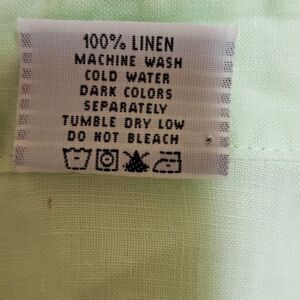 100% LINEN
MACHINE WASH
COLD WATER
DARK COLORS
SEPARATELY
TUMBLE DRY LOW
DO NOT BLEACH